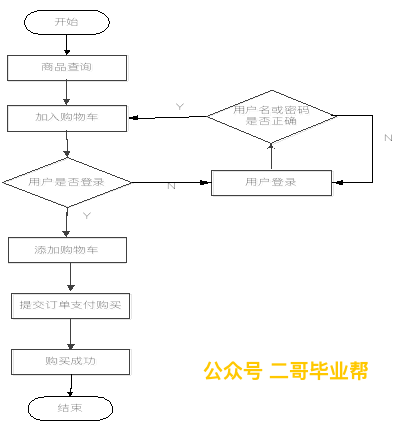 开始
商品查询
加入购物车
Y
用户名或密码
是否正确
N
用户是否登录
N
用户登录
Y
添加购物车
提交订单支付购买
购买成功
公众号 二哥毕业帮
结束